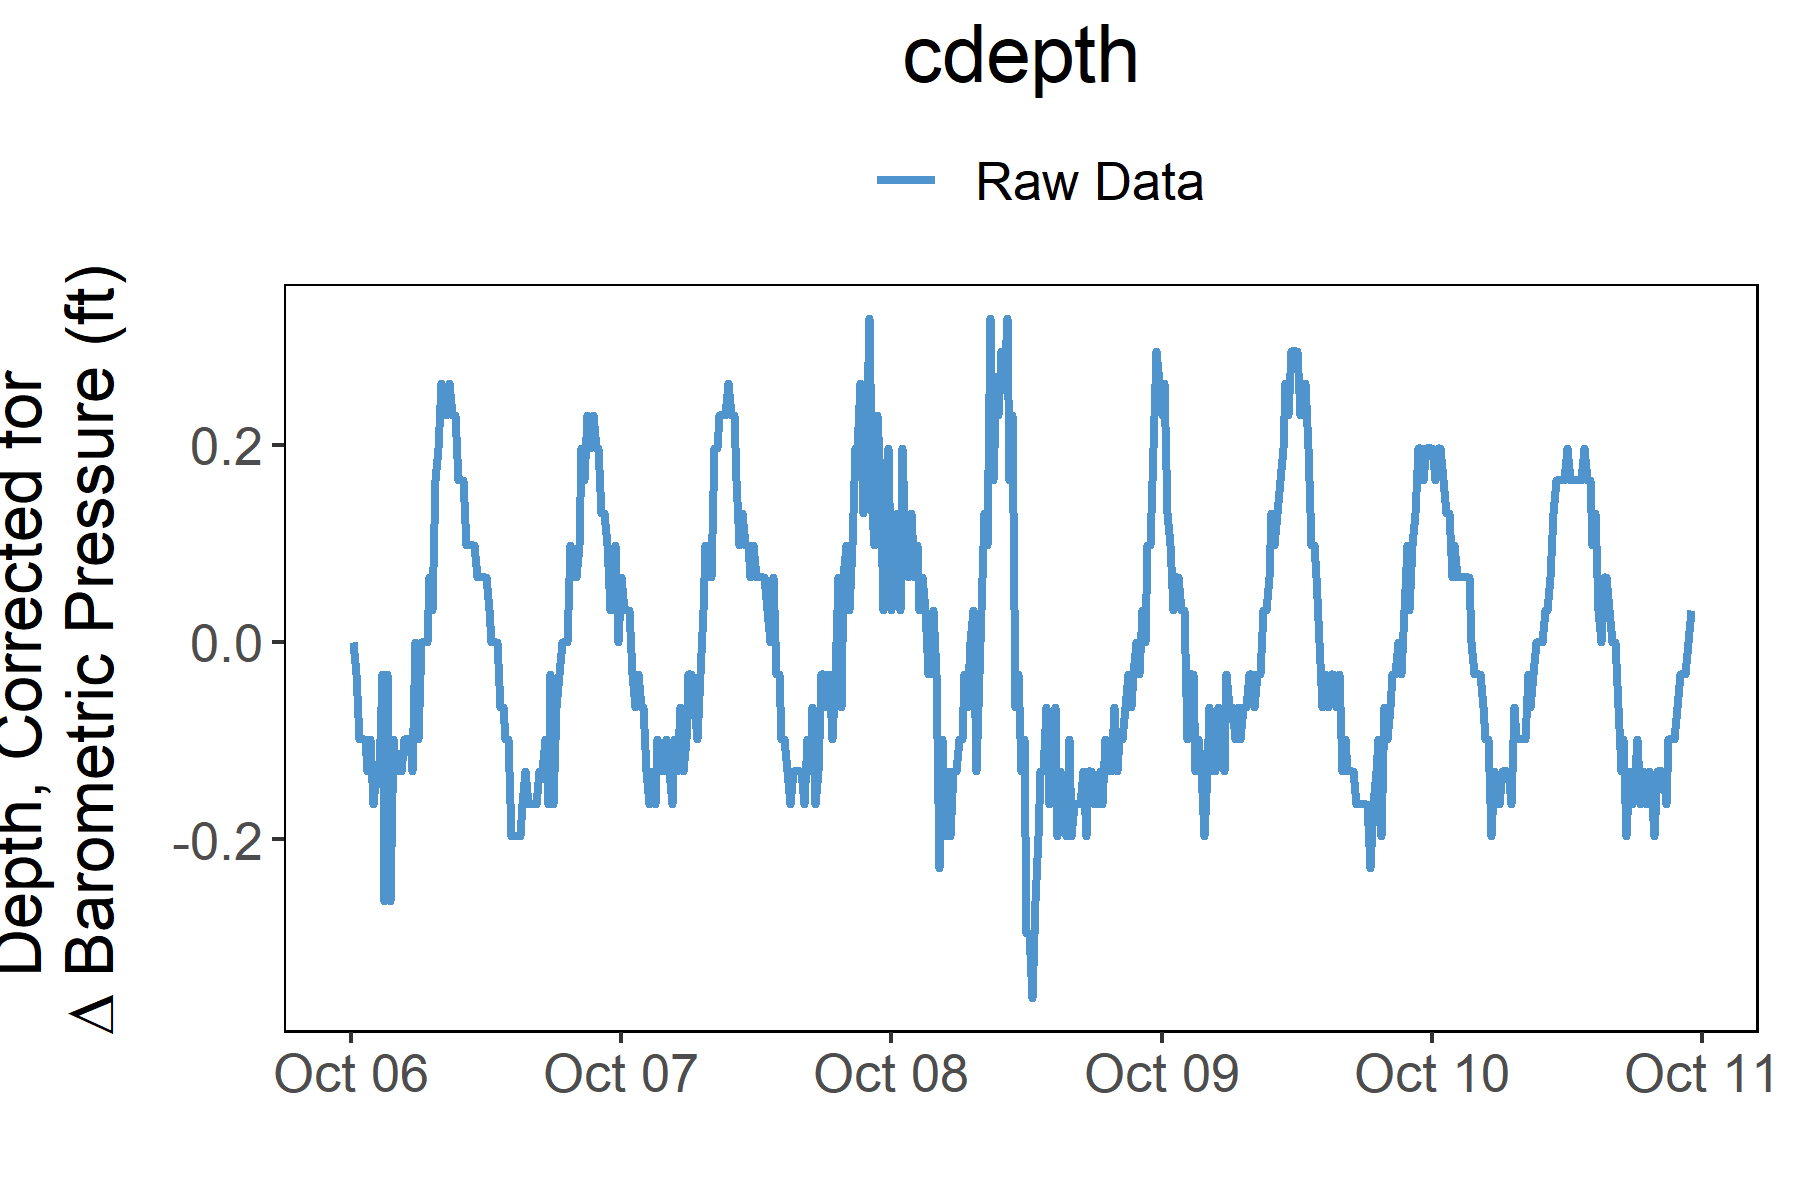 cdepth
Raw Data
Depth, Corrected for
Δ Barometric Pressure (ft)
0.2
0.0
-0.2
Oct 06
Oct 07
Oct 08
Oct 09
Oct 10
Oct 11